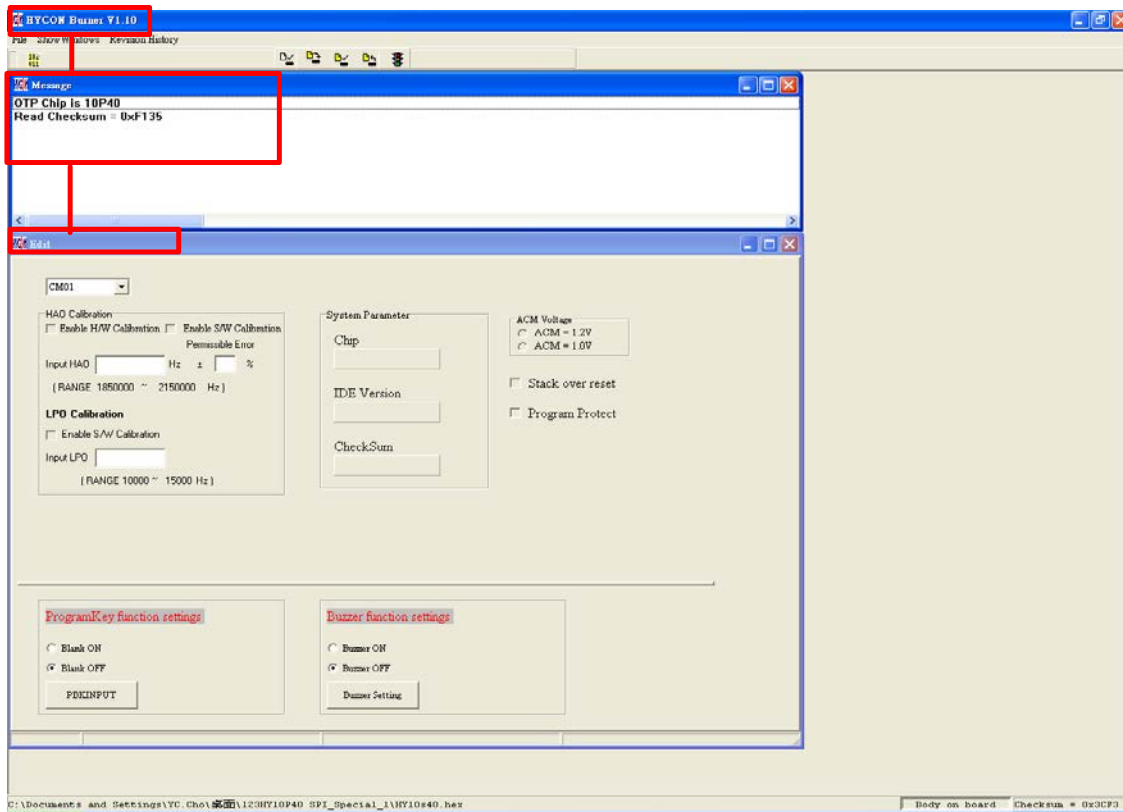 HYCON Burner V1.10
File Show Windows Revision History
Message
OTP Chip is 10P40
Read Checksum = 0xF135
Edit
CM01
HAO Calibration
Enable H/W Calibration Enable S/W Calibration
Permissible Error
Input HAO Hz ± %
( RANGE 1850000 ~ 2150000 Hz )
LPO Calibration
Enable S/W Calibration
Input LPO
( RANGE 10000 ~ 15000 Hz )
System Parameter
Chip
IDE Version
CheckSum
ACM Voltage
ACM = 1.2V
ACM = 1.0V
Stack over reset
Program Protect
ProgramKey function settings
Blank ON
Blank OFF
PDKINPUT
Buzzer function settings
Buzzer ON
Buzzer OFF
Buzzer Setting
C:\Documents and Settings\YC.Cho\桌面\123HY10P40 SPI_Special_1\HY10s40.hex
Body on board Checksum = 0x3CF3